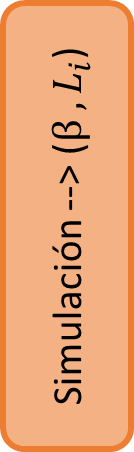 Simulación --> (β , Lᵢ)